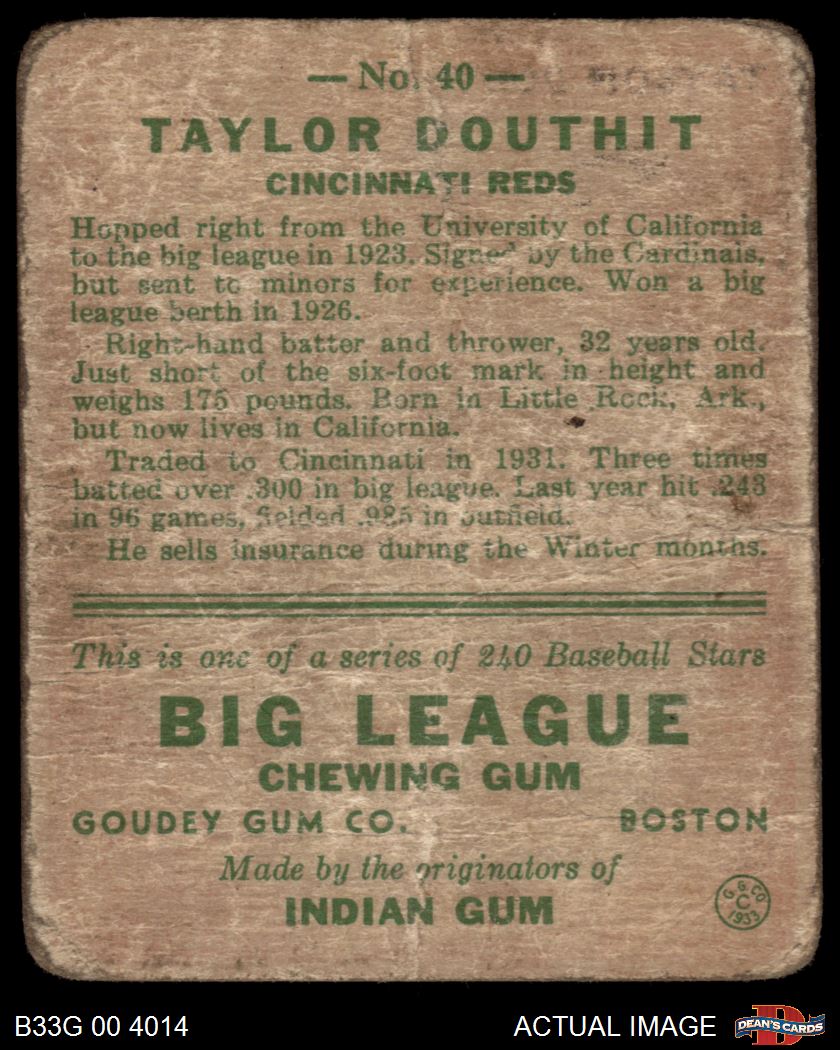 — No. 40 —
TAYLOR DOUTHIT
CINCINNATI REDS
Hopped right from the University of California
to the big league in 1923. Signed by the Cardinals,
but sent to minors for experience. Won a big
league berth in 1926.
Right-hand batter and thrower, 32 years old.
Just short of the six-foot mark in height and
weighs 175 pounds. Born in Little Rock, Ark.,
but now lives in California.
Traded to Cincinnati in 1931. Three times
batted over .300 in big league. Last year hit .243
in 96 games, fielded .985 in outfield.
He sells insurance during the Winter months.
This is one of a series of 240 Baseball Stars
BIG LEAGUE
CHEWING GUM
GOUDEY GUM CO. BOSTON
Made by the originators of
INDIAN GUM
G. G. CO
C
1933
B33G 00 4014 ACTUAL IMAGE
D
DEAN'S CARDS